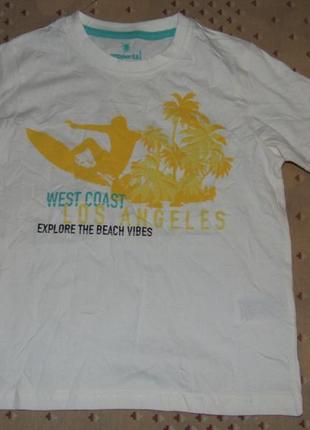 WEST COAST
LOS ANGELES
EXPLORE THE BEACH VIBES